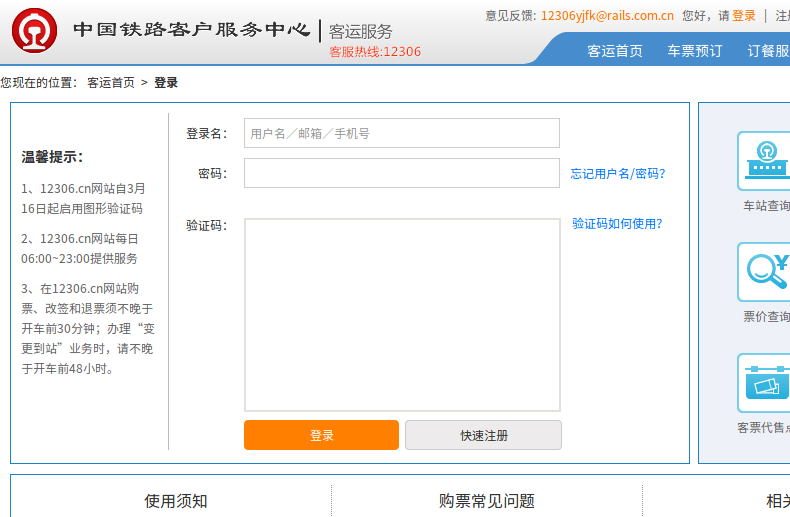 意见反馈: 12306yjfk@rails.com.cn 您好，请 登录 | 注册
中国铁路客户服务中心 | 客运服务
客服热线:12306
客运首页 车票预订 订餐服
您现在的位置： 客运首页 > 登录
温馨提示：
1、12306.cn网站自3月
16日起启用图形验证码
2、12306.cn网站每日
06:00~23:00提供服务
3、在12306.cn网站购
票、改签和退票须不晚于
开车前30分钟；办理“变
更到站”业务时，请不晚
于开车前48小时。
登录名： 用户名／邮箱／手机号
密码： 忘记用户名/密码?
验证码： 验证码如何使用?
登录 快速注册
车站查询
票价查询
客票代售点
使用须知 购票常见问题 相关